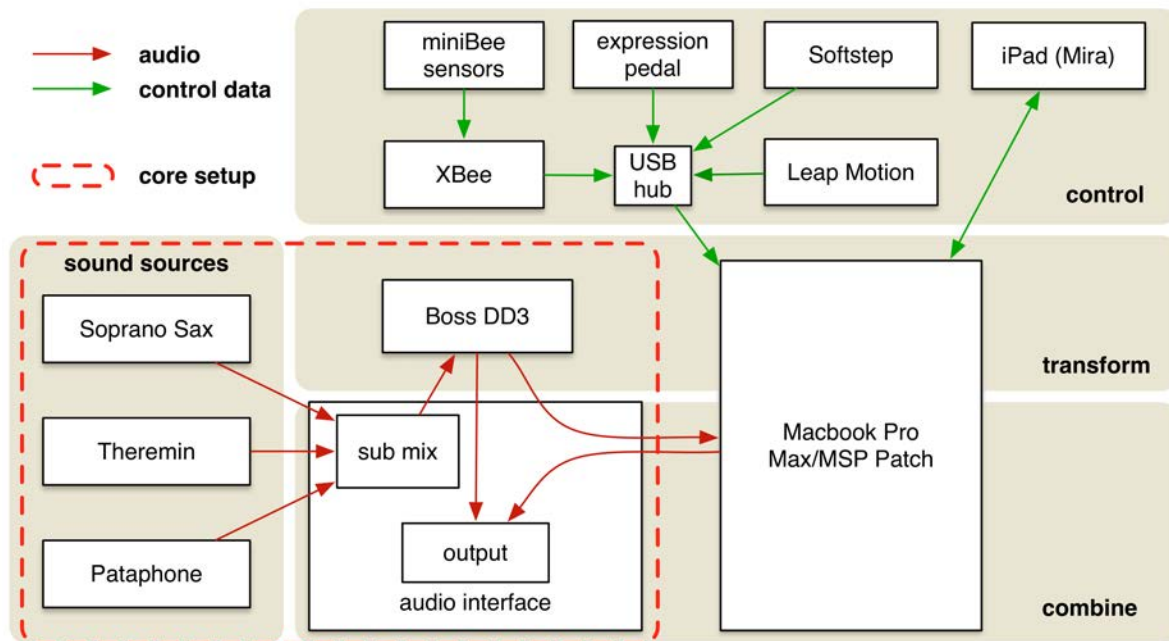 audio
control data
core setup
miniBee
sensors
expression
pedal
Softstep
iPad (Mira)
XBee
USB
hub
Leap Motion
control
sound sources
Soprano Sax
Theremin
Pataphone
Boss DD3
transform
sub mix
output
audio interface
Macbook Pro
Max/MSP Patch
combine